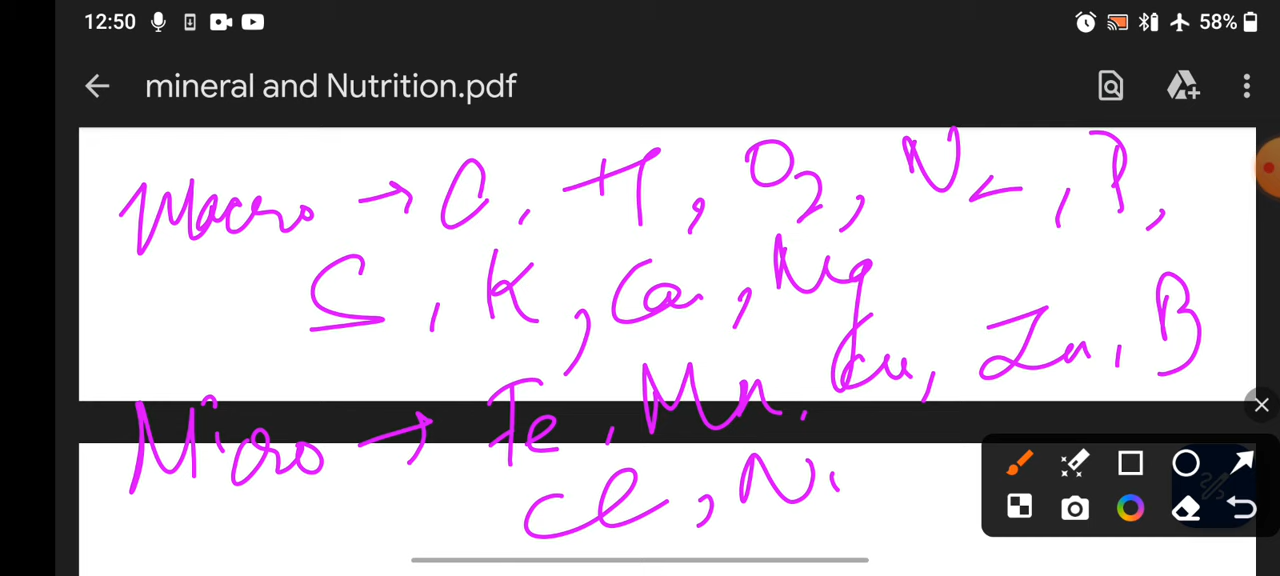 12:50 58%
mineral and Nutrition.pdf
Macro → C, H, O2, N2, P,
S, K, Ca, Mg
Micro → Fe, Mn, Cu, Zn, B
Cl, Ni